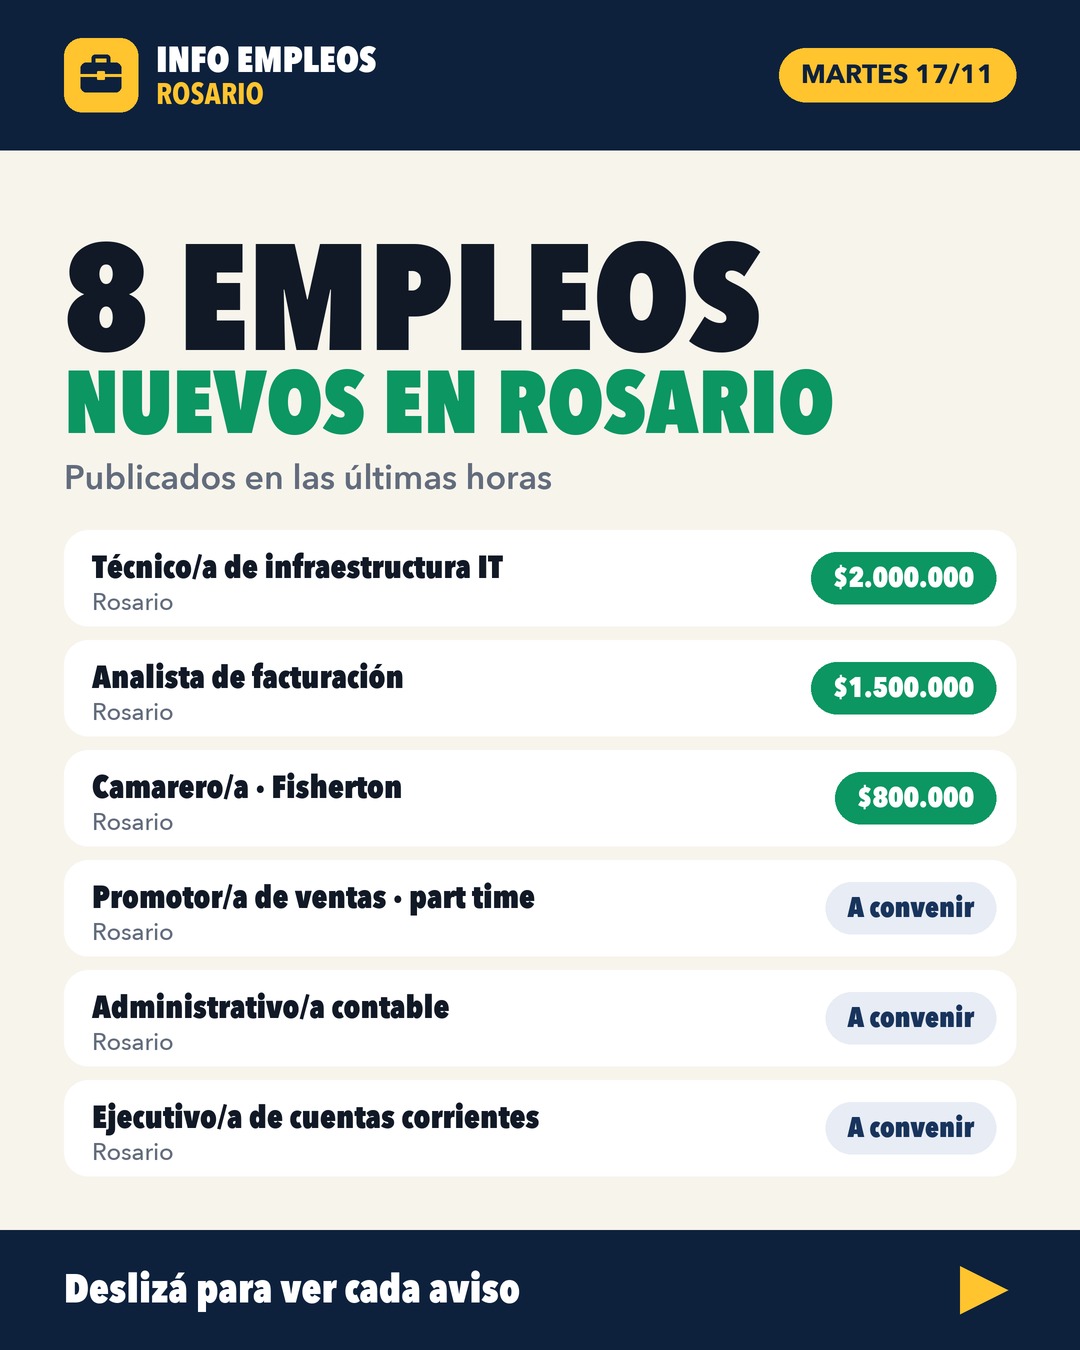 INFO EMPLEOS
ROSARIO
MARTES 17/11
8 EMPLEOS
NUEVOS EN ROSARIO
Publicados en las últimas horas
Técnico/a de infraestructura IT
Rosario
$2.000.000
Analista de facturación
Rosario
$1.500.000
Camarero/a · Fisherton
Rosario
$800.000
Promotor/a de ventas · part time
Rosario
A convenir
Administrativo/a contable
Rosario
A convenir
Ejecutivo/a de cuentas corrientes
Rosario
A convenir
Deslizá para ver cada aviso